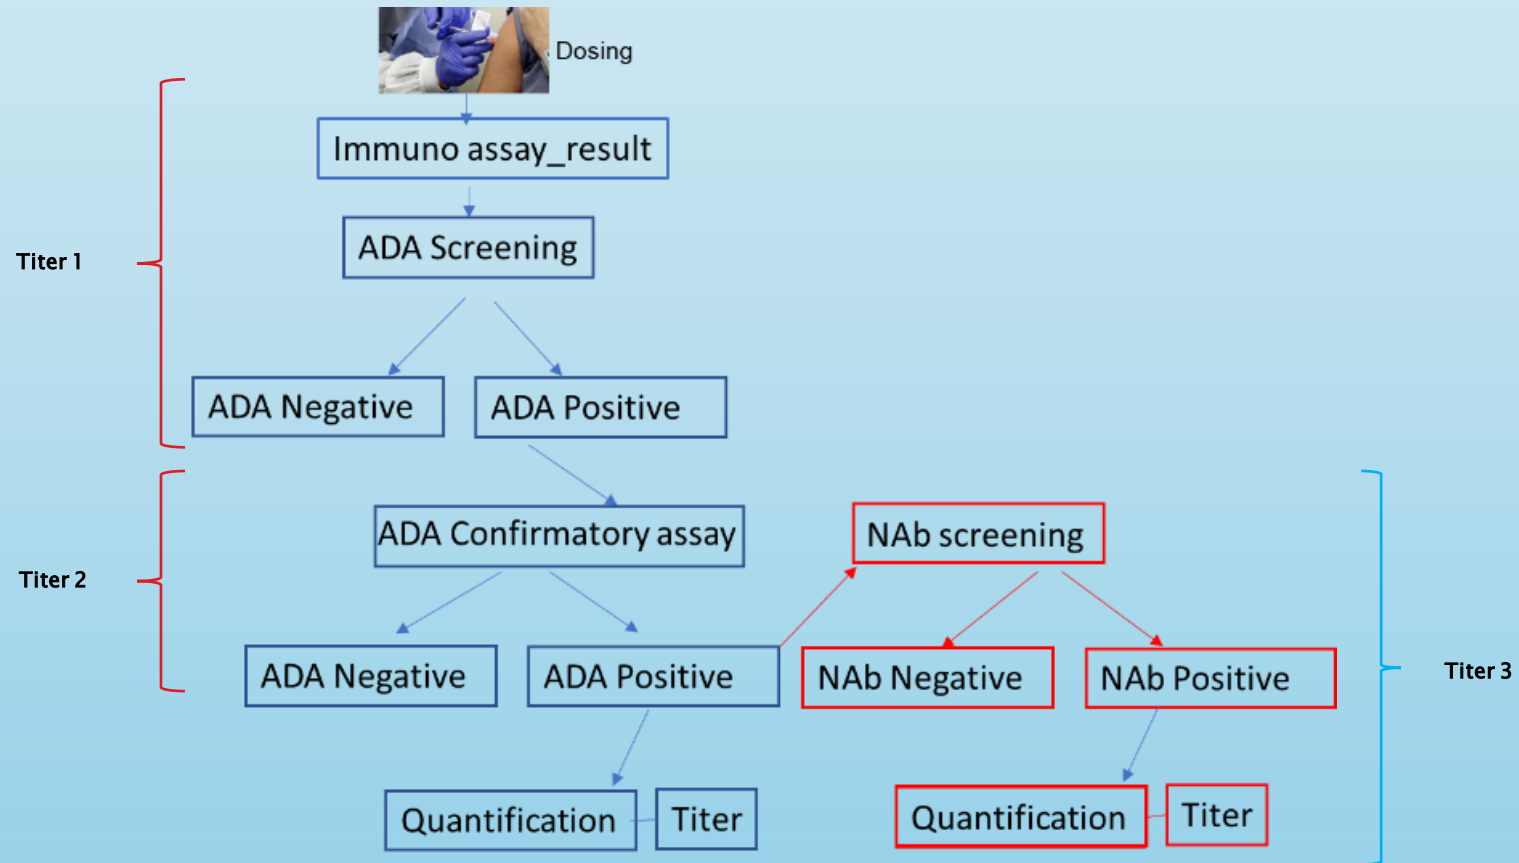 Dosing
Immuno assay_result
ADA Screening
Titer 1
ADA Negative
ADA Positive
ADA Confirmatory assay
NAb screening
Titer 2
ADA Negative
ADA Positive
NAb Negative
NAb Positive
Titer 3
Quantification
Titer
Quantification
Titer